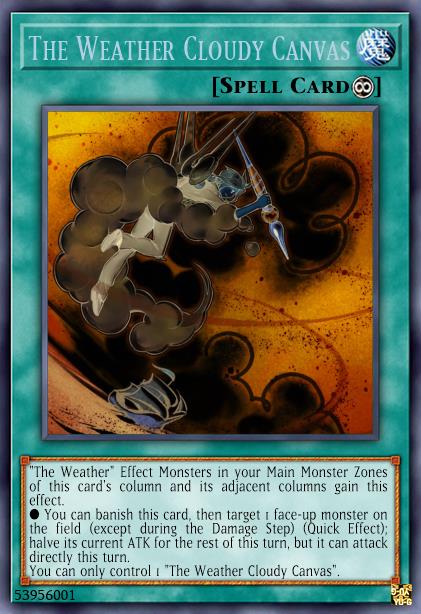 The Weather Cloudy Canvas
魔
[Spell Card]
"The Weather" Effect Monsters in your Main Monster Zones
of this card's column and its adjacent columns gain this
effect.
● You can banish this card, then target 1 face-up monster on
the field (except during the Damage Step) (Quick Effect);
halve its current ATK for the rest of this turn, but it can attack
directly this turn.
You can only control 1 "The Weather Cloudy Canvas".
53956001